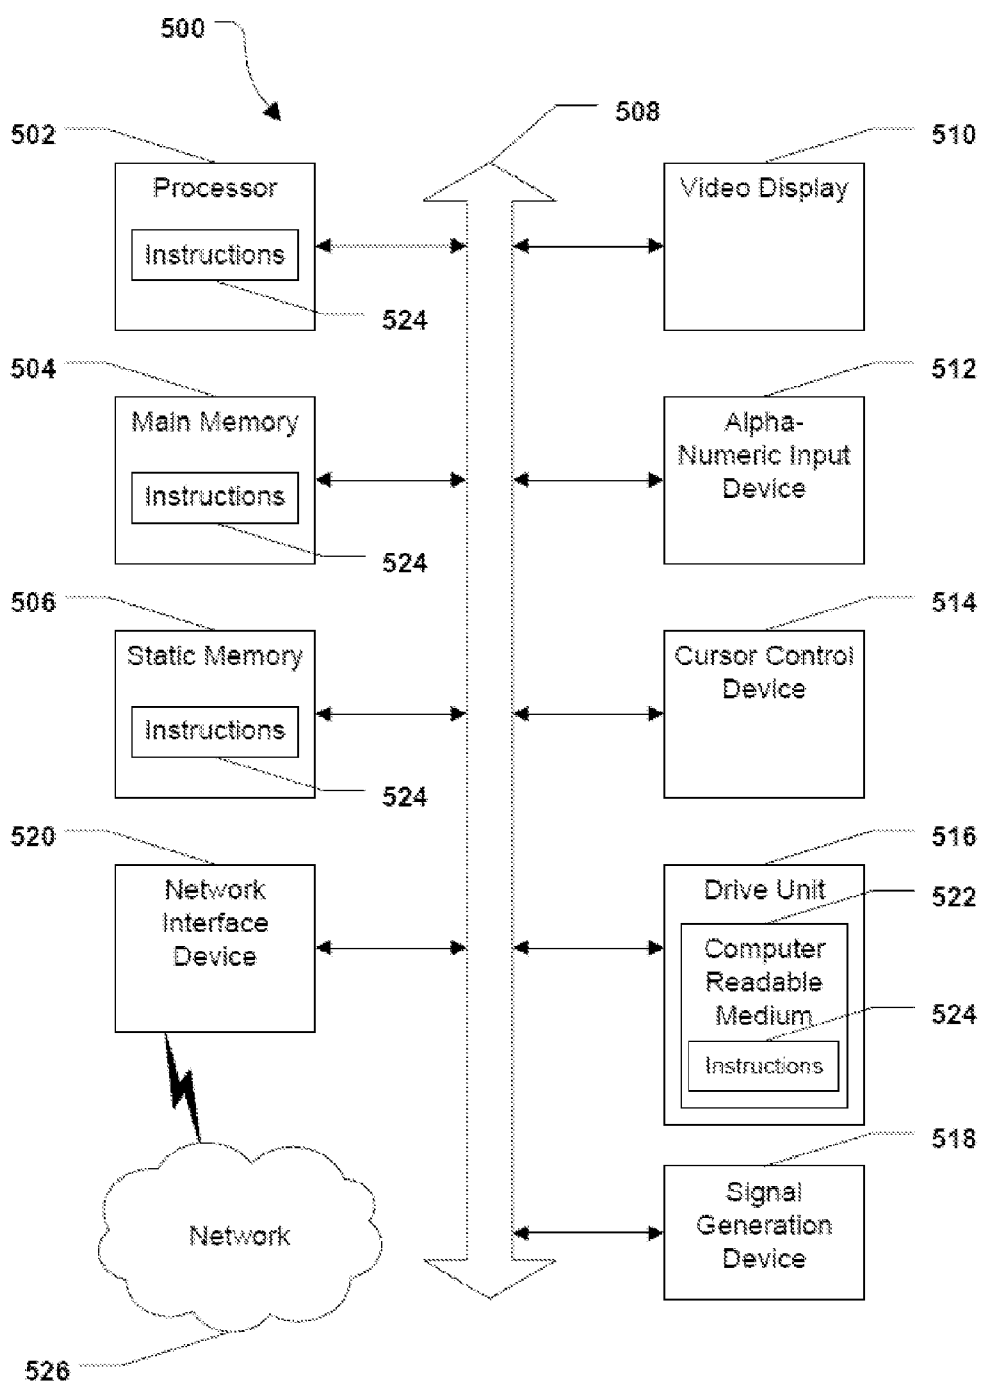 500
508
502
Processor
Instructions
524
510
Video Display
504
Main Memory
Instructions
524
512
Alpha-
Numeric Input
Device
506
Static Memory
Instructions
524
514
Cursor Control
Device
520
Network
Interface
Device
516
Drive Unit
522
Computer
Readable
Medium
524
Instructions
518
Signal
Generation
Device
Network
526